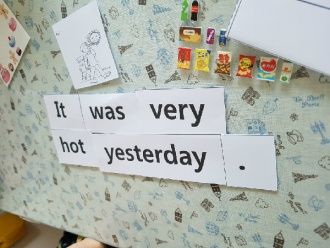 It was very
hot yesterday .